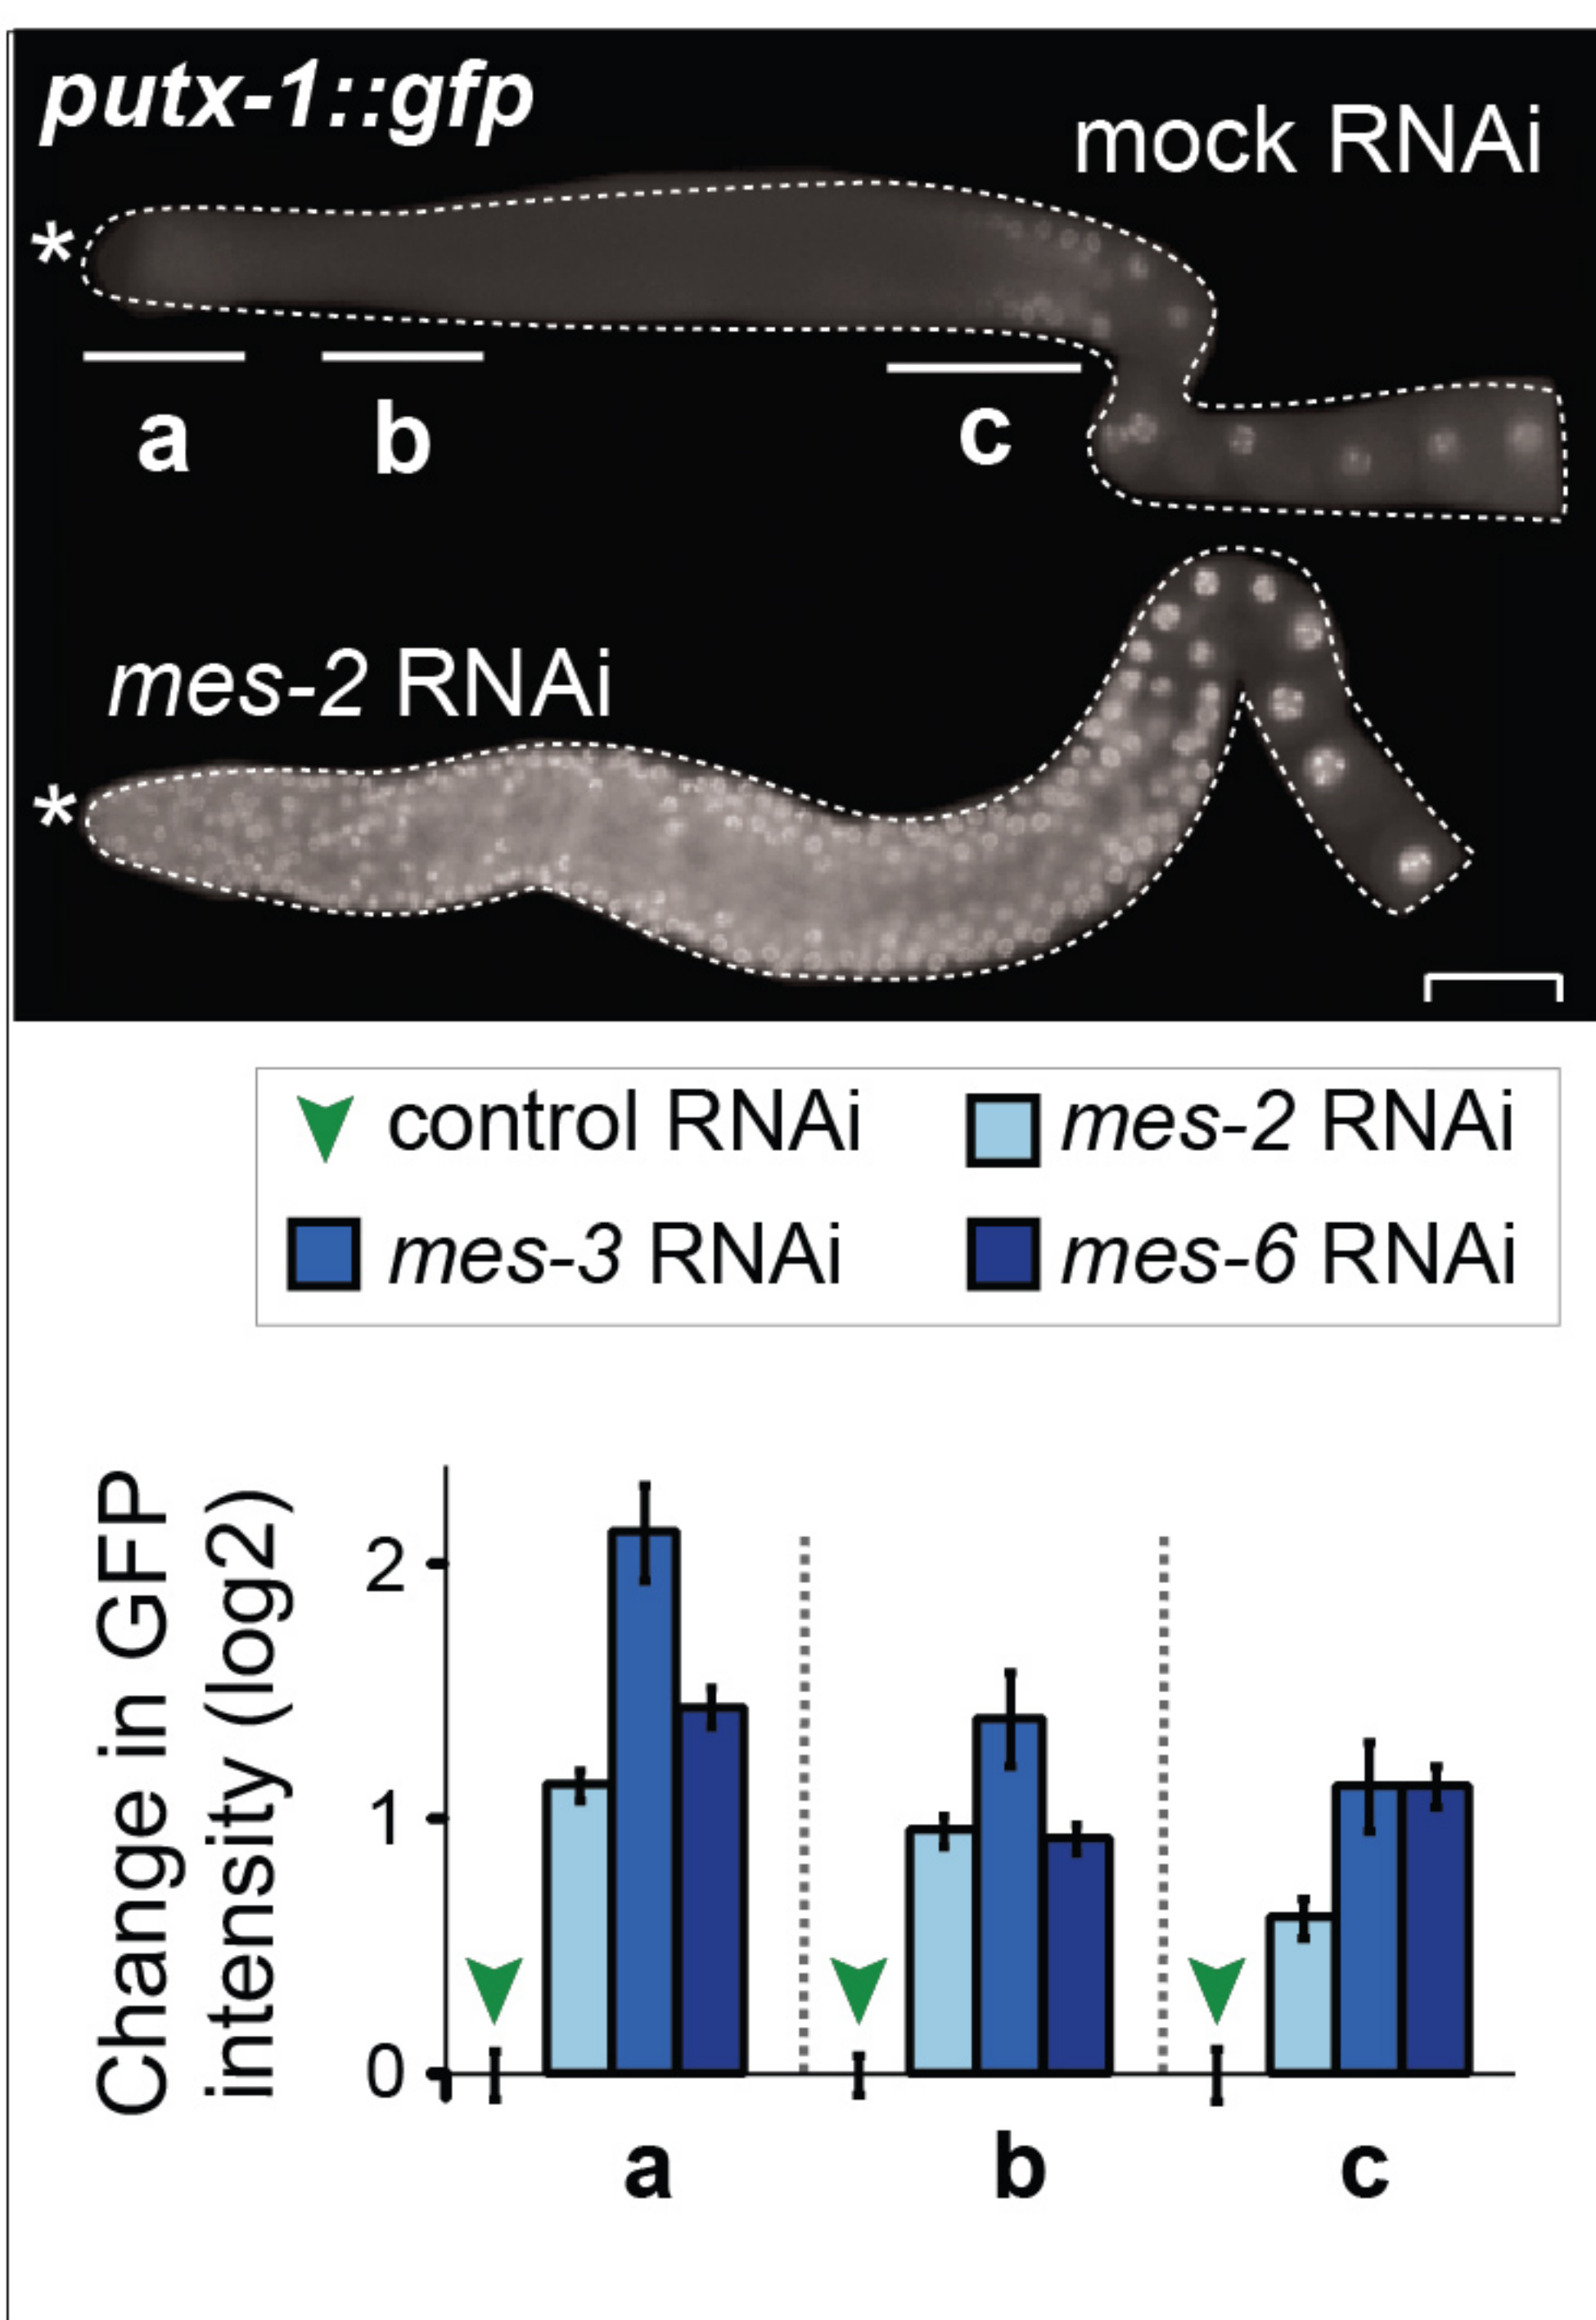 putx-1::gfp
mock RNAi
*
a b c
mes-2 RNAi
*
control RNAi mes-2 RNAi
mes-3 RNAi mes-6 RNAi
Change in GFP
intensity (log2)
2
1
0
a b c